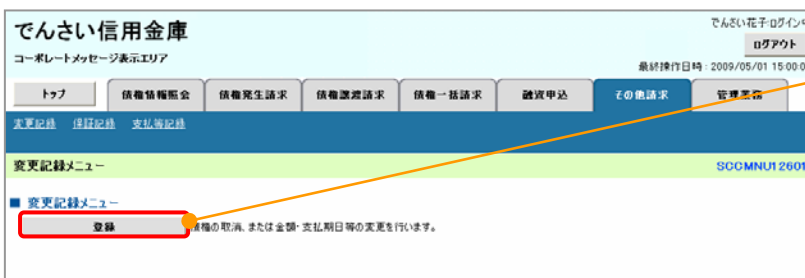 でんさい信用金庫
コーポレートメッセージ表示エリア
でんさい花子:ログイン中
ログアウト
最終操作日時:2009/05/01 15:00:0
トップ 債権情報照会 債権発生請求 債権譲渡請求 債権一括請求 融資申込 その他請求 管理業務
変更記録 保証記録 支払等記録
変更記録メニュー SCCMNU12601
■ 変更記録メニュー
登録 債権の取消、または金額・支払期日等の変更を行います。